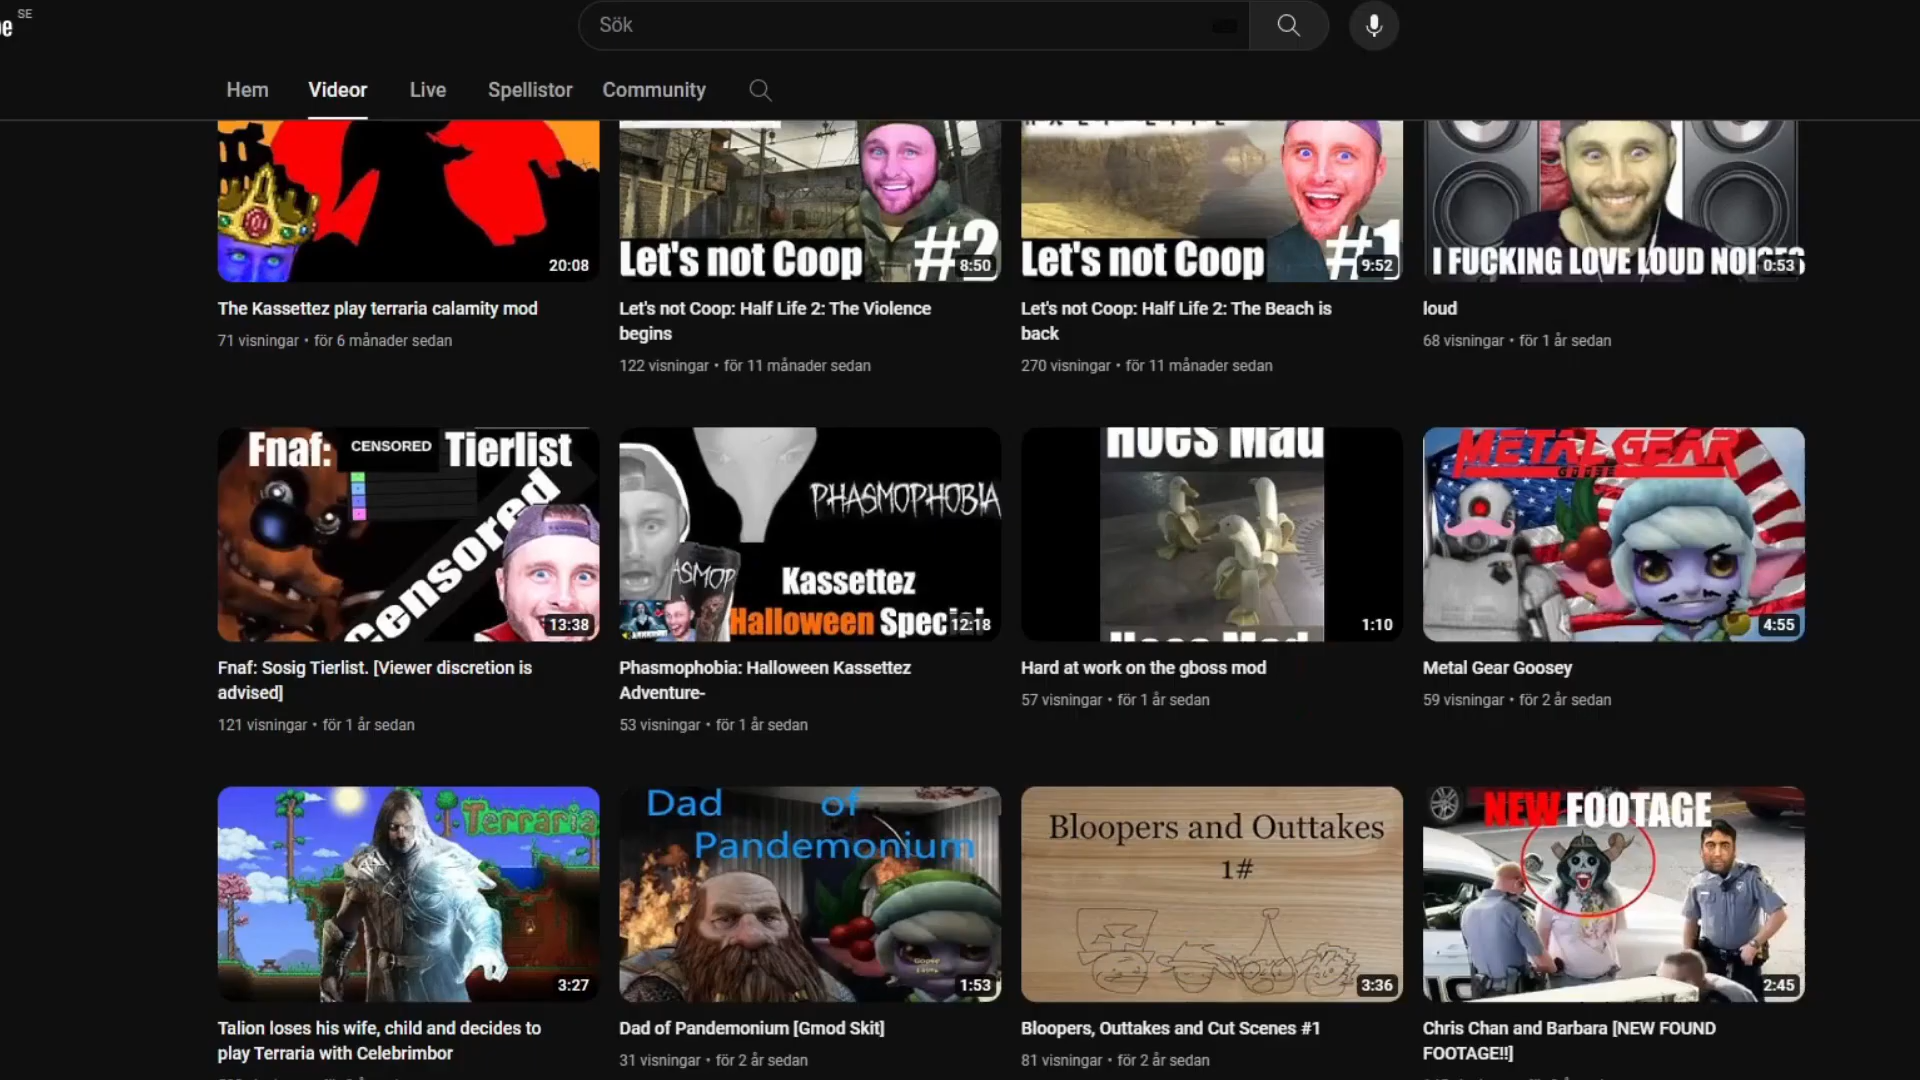 SE
Sök
Hem Videor Live Spellistor Community
20:08
Let's not Coop #2
8:50
Let's not Coop #1
9:52
I FUCKING LOVE LOUD NOISES
0:53
The Kassettez play terraria calamity mod
71 visningar • för 6 månader sedan
Let's not Coop: Half Life 2: The Violence
begins
122 visningar • för 11 månader sedan
Let's not Coop: Half Life 2: The Beach is
back
270 visningar • för 11 månader sedan
loud
68 visningar • för 1 år sedan
Fnaf: CENSORED Tierlist
Censored
13:38
PHASMOPHOBIA
Kassettez
Halloween Special
12:18
Hoes Mad
Hoes Mad
1:10
METAL GEAR
GOOSE
4:55
Fnaf: Sosig Tierlist. [Viewer discretion is
advised]
121 visningar • för 1 år sedan
Phasmophobia: Halloween Kassettez
Adventure-
53 visningar • för 1 år sedan
Hard at work on the gboss mod
57 visningar • för 1 år sedan
Metal Gear Goosey
59 visningar • för 2 år sedan
Terraria
3:27
Dad of
Pandemonium
1:53
Bloopers and Outtakes
1#
3:36
NEW FOOTAGE
2:45
Talion loses his wife, child and decides to
play Terraria with Celebrimbor
Dad of Pandemonium [Gmod Skit]
31 visningar • för 2 år sedan
Bloopers, Outtakes and Cut Scenes #1
81 visningar • för 2 år sedan
Chris Chan and Barbara [NEW FOUND
FOOTAGE!!]